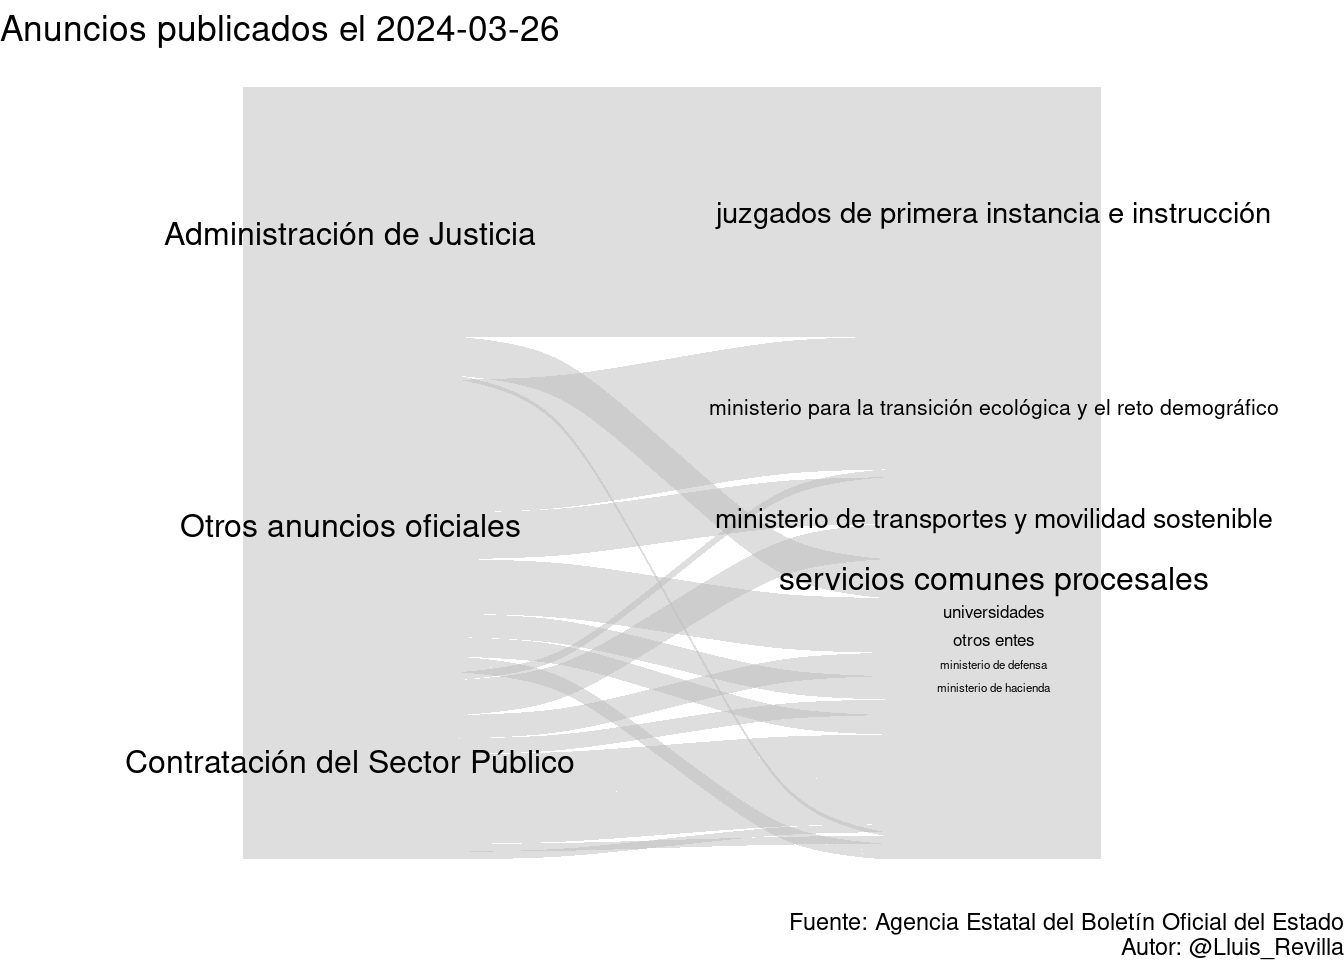 Anuncios publicados el 2024-03-26
Administración de Justicia
juzgados de primera instancia e instrucción
ministerio para la transición ecológica y el reto demográfico
Otros anuncios oficiales
ministerio de transportes y movilidad sostenible
servicios comunes procesales
universidades
otros entes
ministerio de defensa
ministerio de hacienda
Contratación del Sector Público
Fuente: Agencia Estatal del Boletín Oficial del Estado
Autor: @Lluis_Revilla